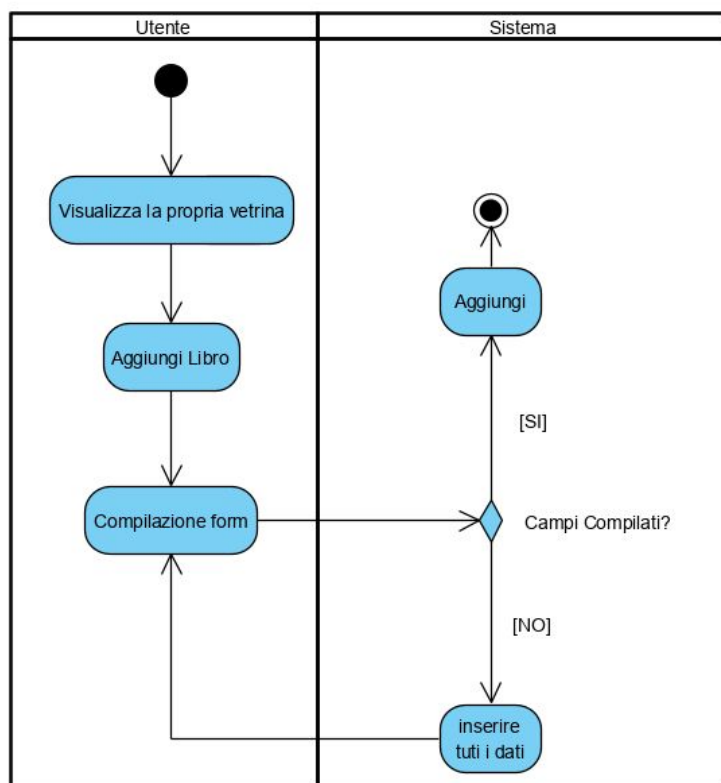 Utente
Sistema
Visualizza la propria vetrina
Aggiungi Libro
Compilazione form
Aggiungi
[SI]
Campi Compilati?
[NO]
inserire
tuti i dati